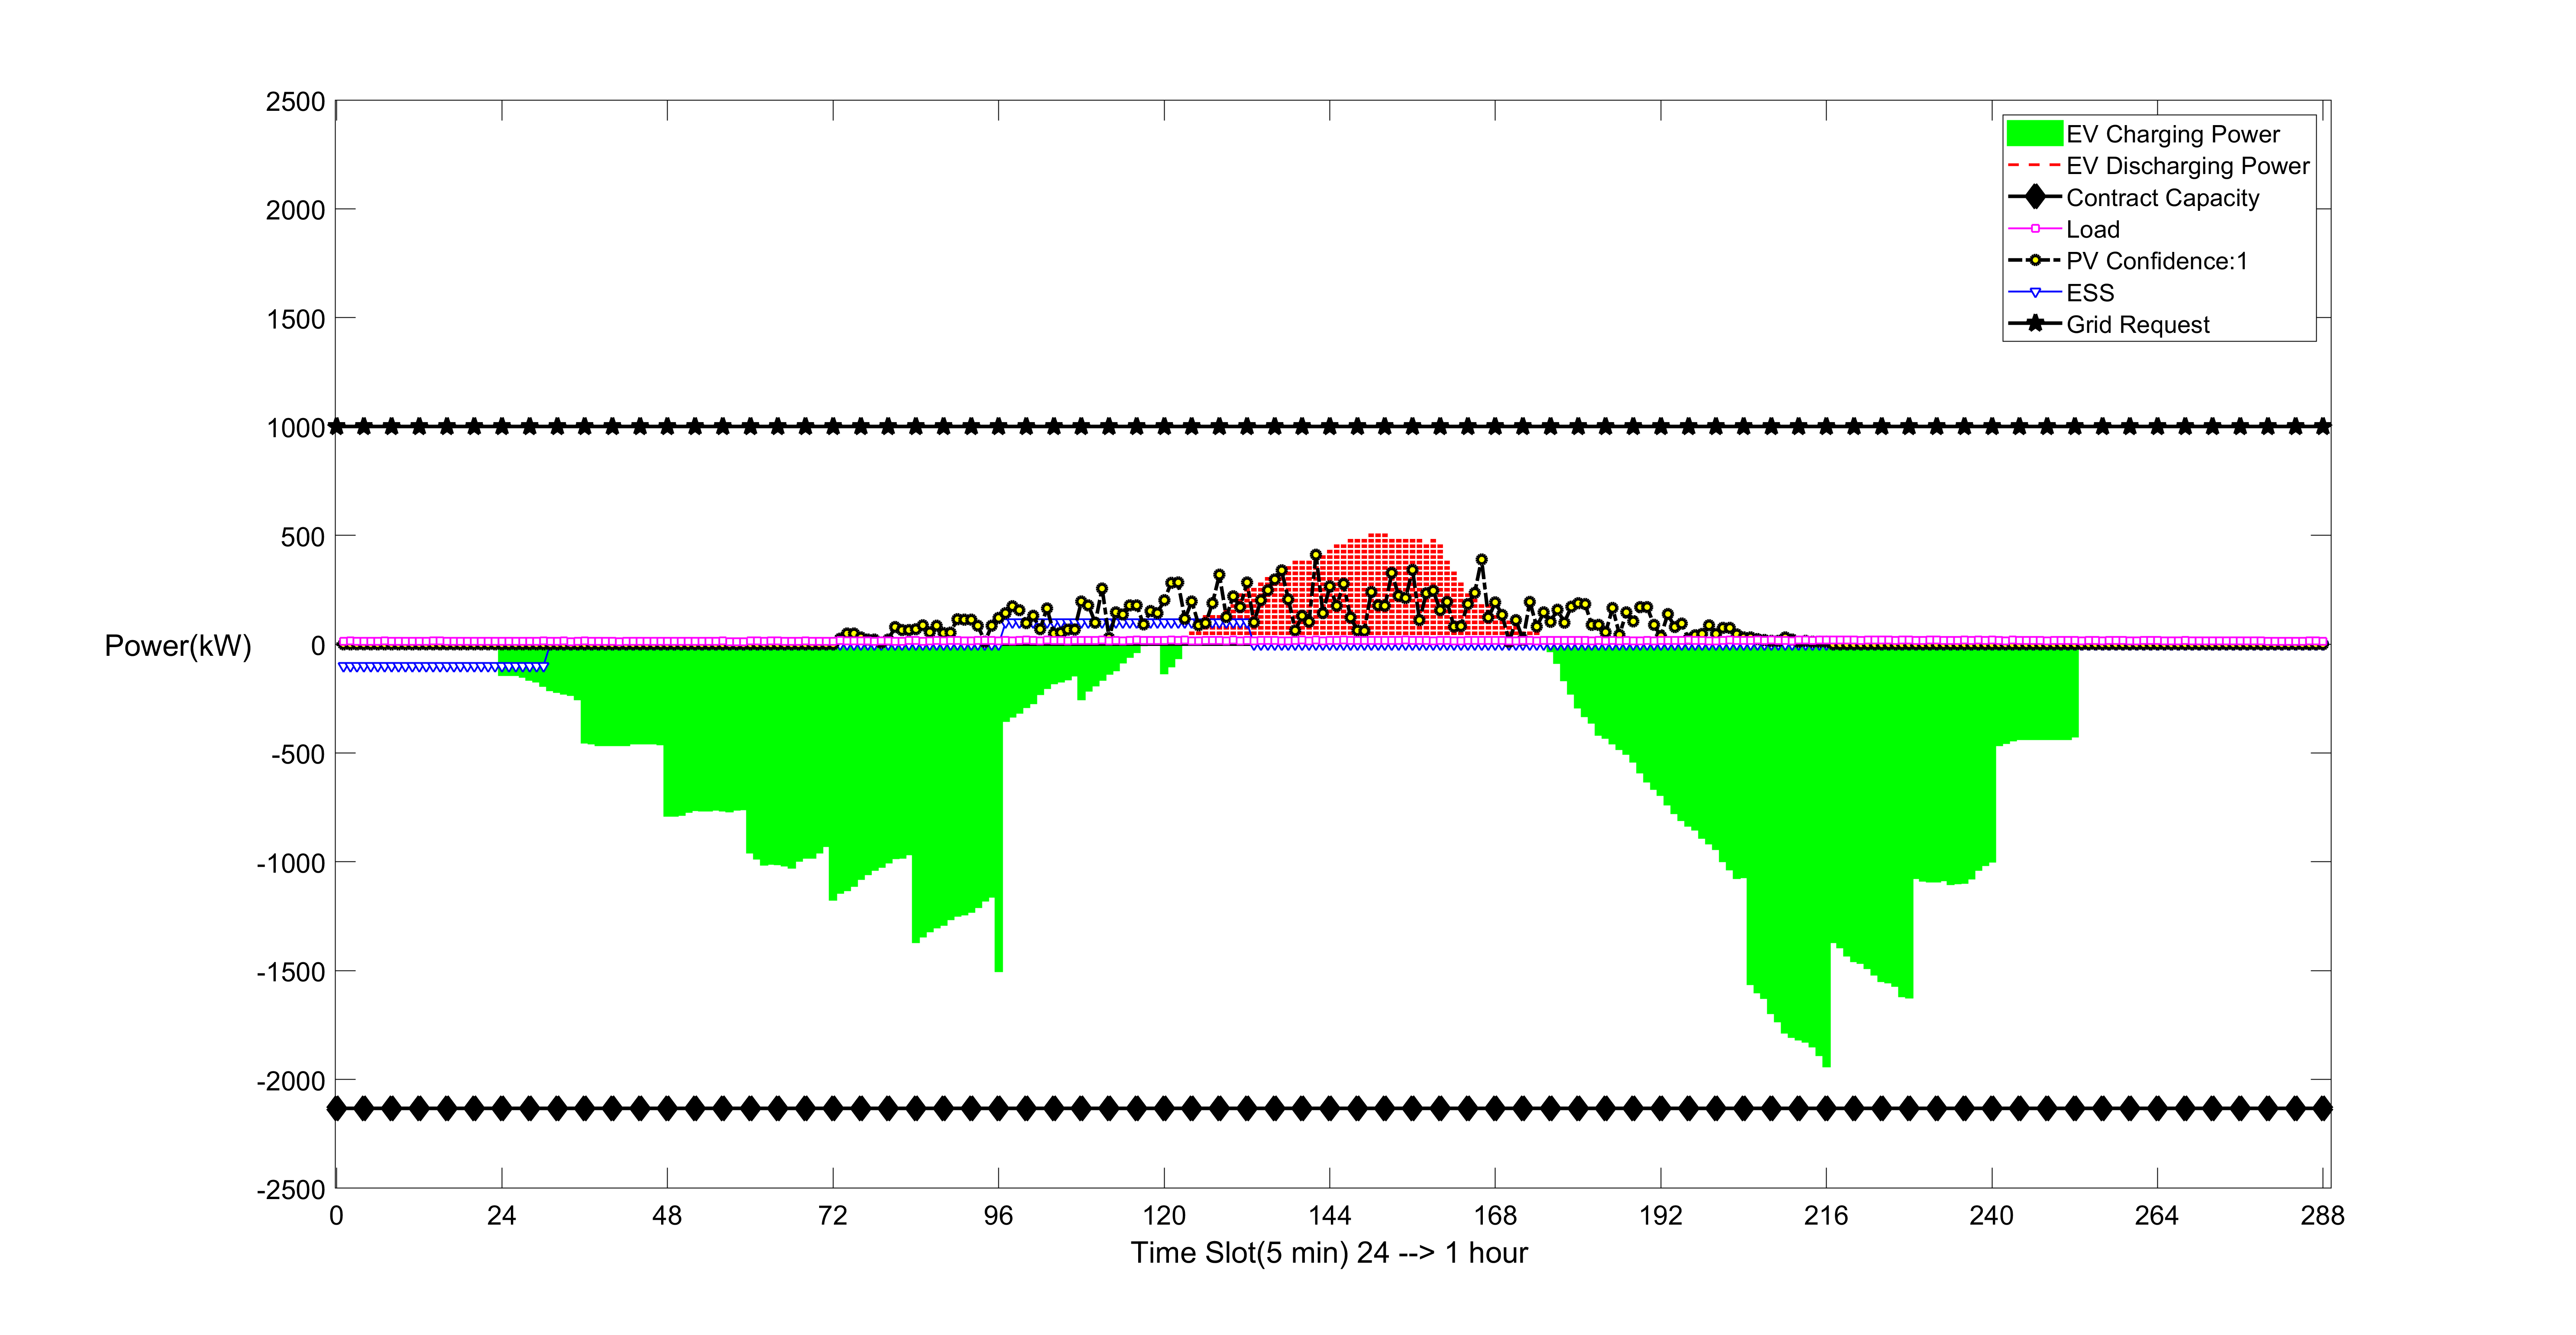 2500
2000
1500
1000
500
0
-500
-1000
-1500
-2000
-2500
Power(kW)
EV Charging Power
EV Discharging Power
Contract Capacity
Load
PV Confidence:1
ESS
Grid Request
0 24 48 72 96 120 144 168 192 216 240 264 288
Time Slot(5 min) 24 --> 1 hour